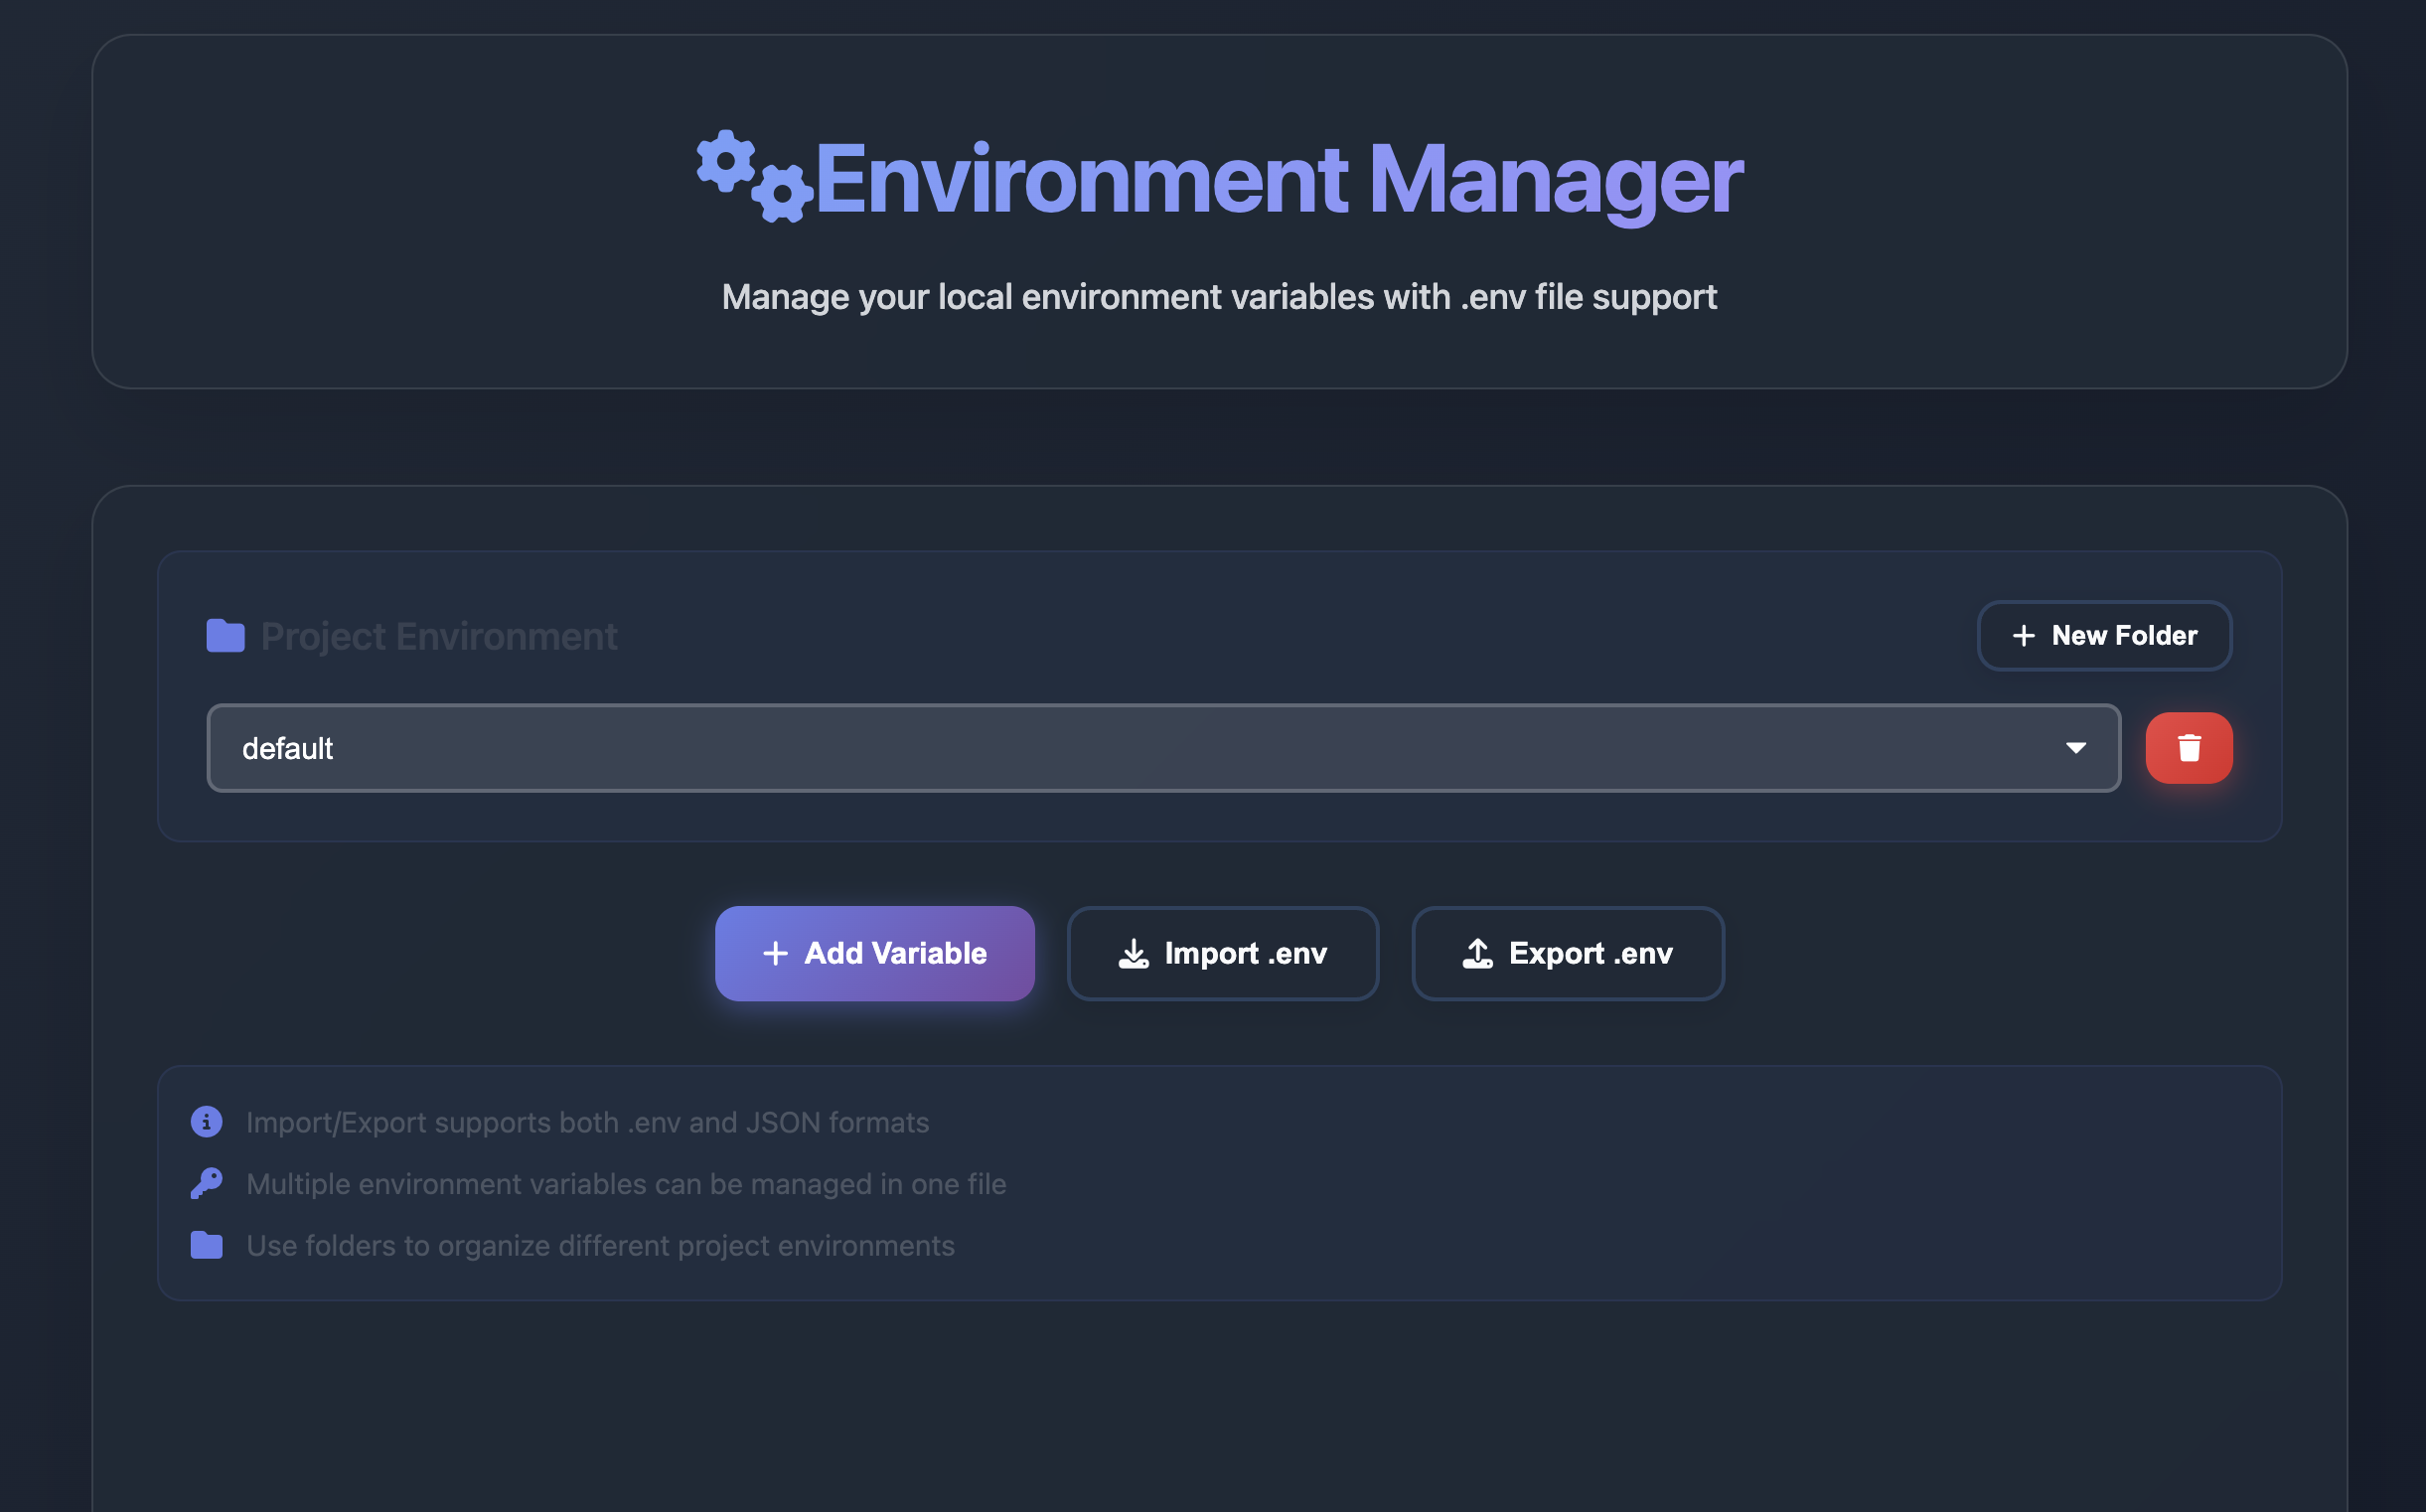 Environment Manager
Manage your local environment variables with .env file support
Project Environment
New Folder
default
Add Variable
Import .env
Export .env
Import/Export supports both .env and JSON formats
Multiple environment variables can be managed in one file
Use folders to organize different project environments